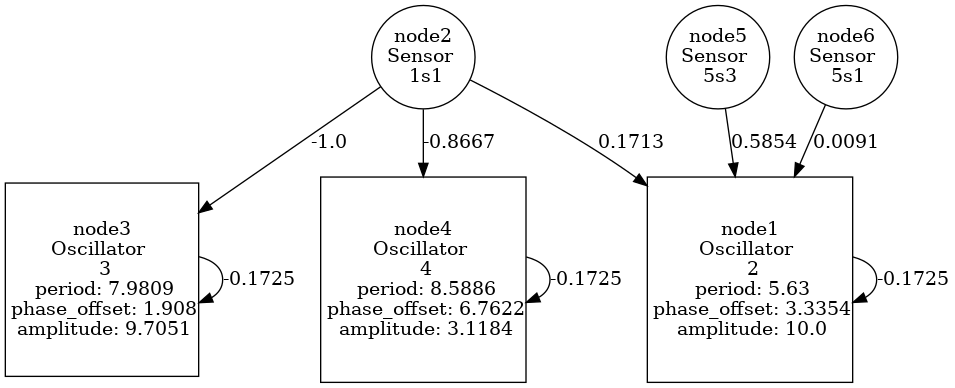 node2
Sensor
1s1
node5
Sensor
5s3
node6
Sensor
5s1
-1.0
-0.8667
0.1713
0.5854
0.0091
node3
Oscillator
3
period: 7.9809
phase_offset: 1.908
amplitude: 9.7051
-0.1725
node4
Oscillator
4
period: 8.5886
phase_offset: 6.7622
amplitude: 3.1184
-0.1725
node1
Oscillator
2
period: 5.63
phase_offset: 3.3354
amplitude: 10.0
-0.1725